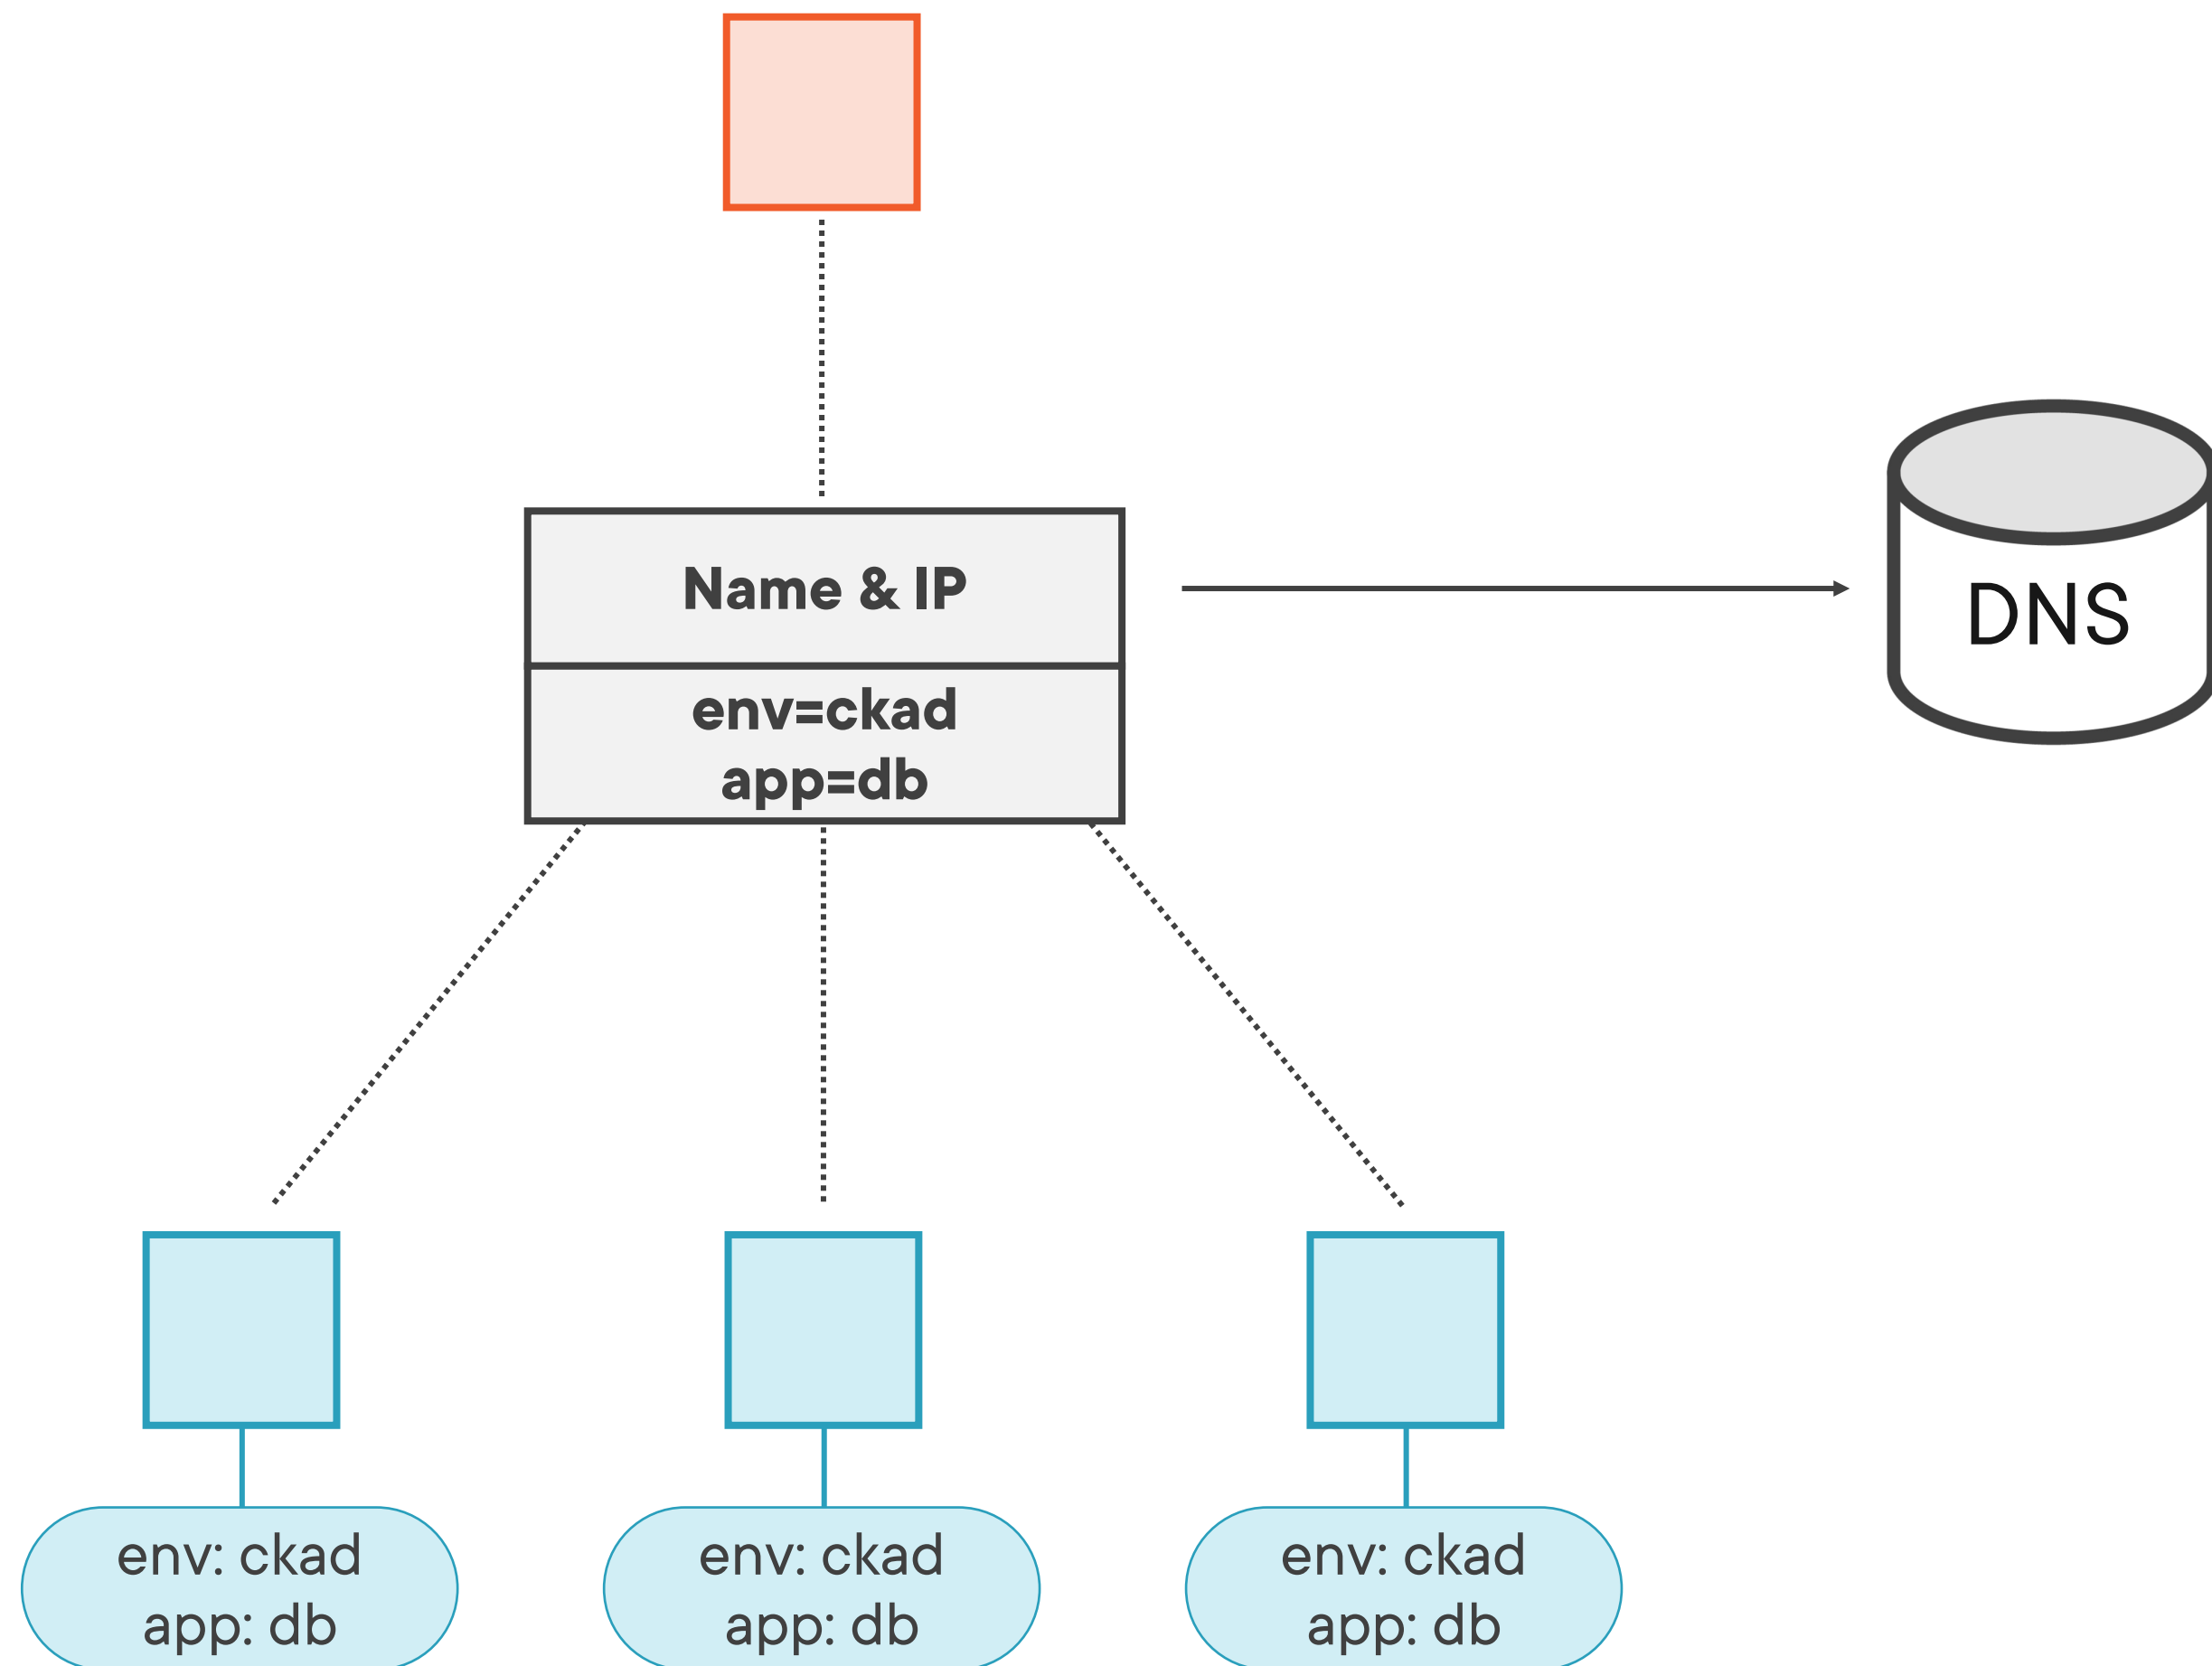 Name & IP
DNS
env=ckad
app=db
env: ckad
app: db
env: ckad
app: db
env: ckad
app: db